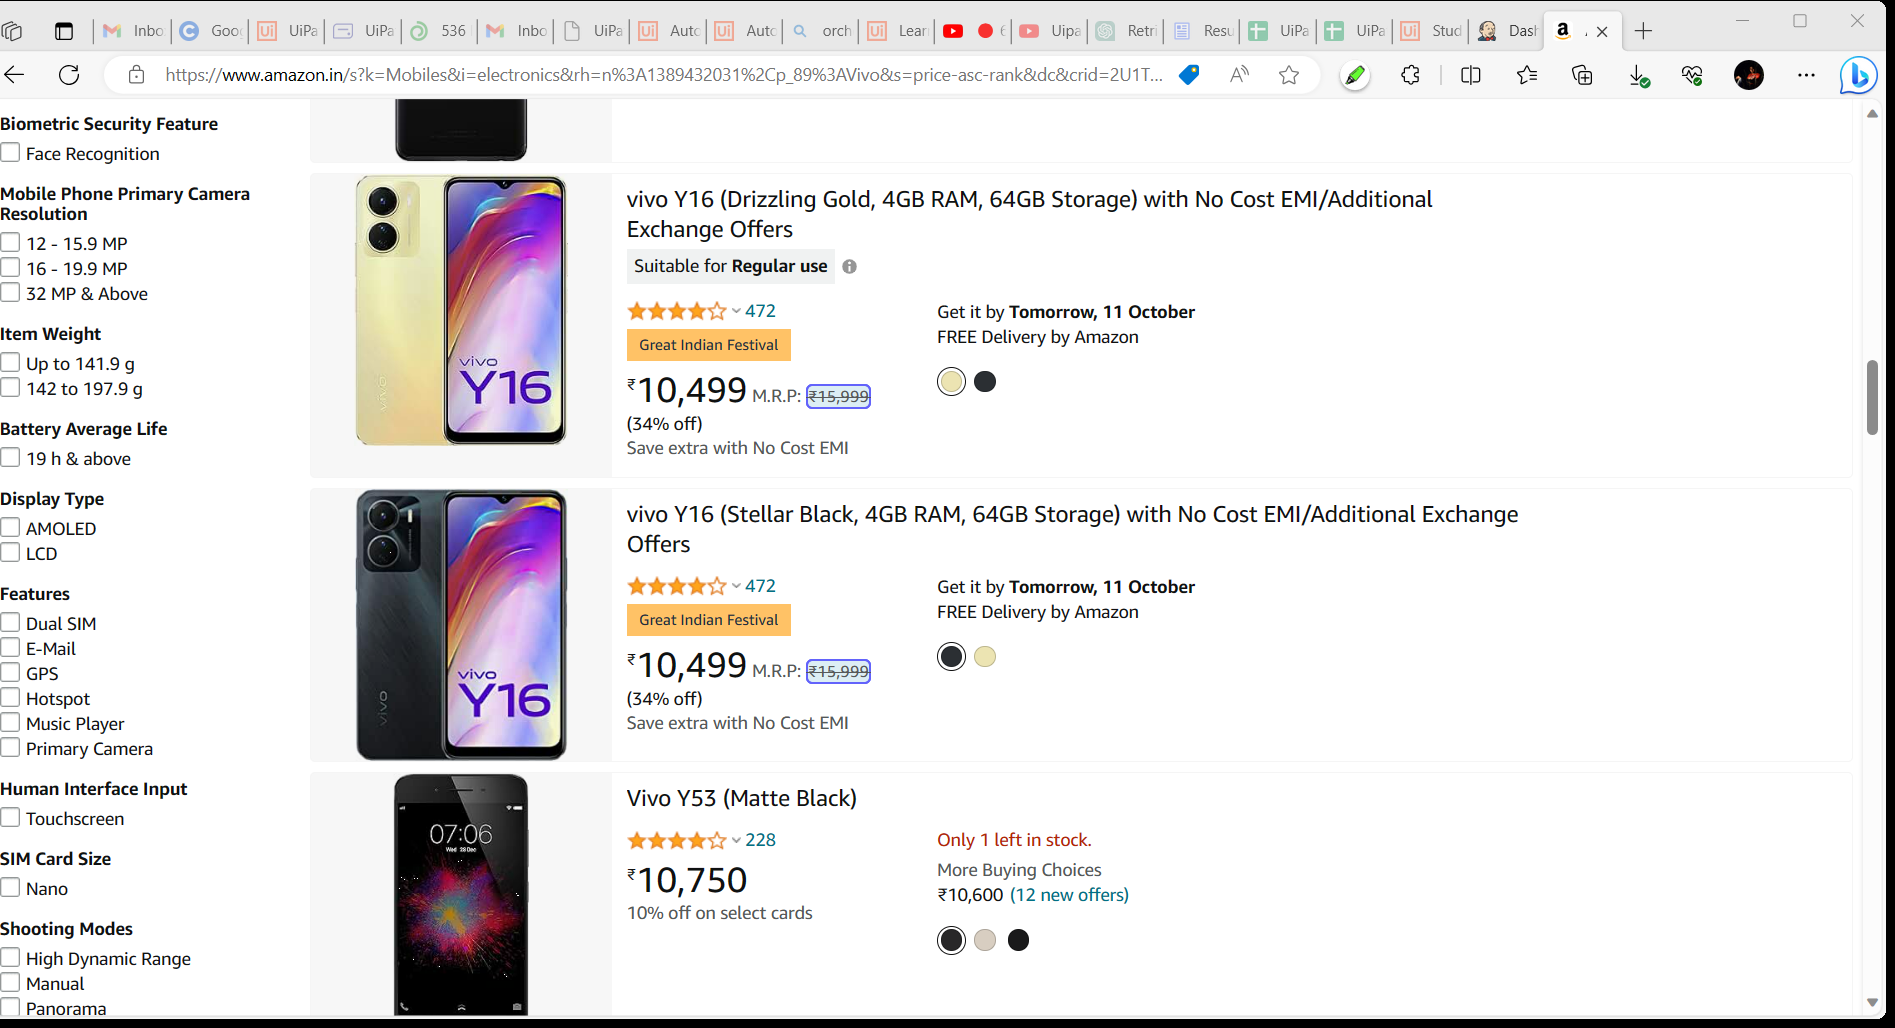 Inbo
Goo
UiPa
UiPa
536
Inbo
UiPa
Auto
Auto
orch
Lear
6
Uipa
Retri
Resu
UiPa
UiPa
Stud
Dash
https://www.amazon.in/s?k=Mobiles&i=electronics&rh=n%3A1389432031%2Cp_89%3AVivo&s=price-asc-rank&dc&crid=2U1T...
Biometric Security Feature
Face Recognition
Mobile Phone Primary Camera
Resolution
12 - 15.9 MP
16 - 19.9 MP
32 MP & Above
Item Weight
Up to 141.9 g
142 to 197.9 g
Battery Average Life
19 h & above
Display Type
AMOLED
LCD
Features
Dual SIM
E-Mail
GPS
Hotspot
Music Player
Primary Camera
Human Interface Input
Touchscreen
SIM Card Size
Nano
Shooting Modes
High Dynamic Range
Manual
Panorama
vivo
vivo
Y16
vivo Y16 (Drizzling Gold, 4GB RAM, 64GB Storage) with No Cost EMI/Additional
Exchange Offers
Suitable for Regular use
472
Great Indian Festival
₹10,499 M.R.P: ₹15,999
(34% off)
Save extra with No Cost EMI
Get it by Tomorrow, 11 October
FREE Delivery by Amazon
vivo
vivo
Y16
vivo Y16 (Stellar Black, 4GB RAM, 64GB Storage) with No Cost EMI/Additional Exchange
Offers
472
Great Indian Festival
₹10,499 M.R.P: ₹15,999
(34% off)
Save extra with No Cost EMI
Get it by Tomorrow, 11 October
FREE Delivery by Amazon
07:06
Wed, 28 Dec
Vivo Y53 (Matte Black)
228
₹10,750
10% off on select cards
Only 1 left in stock.
More Buying Choices
₹10,600 (12 new offers)